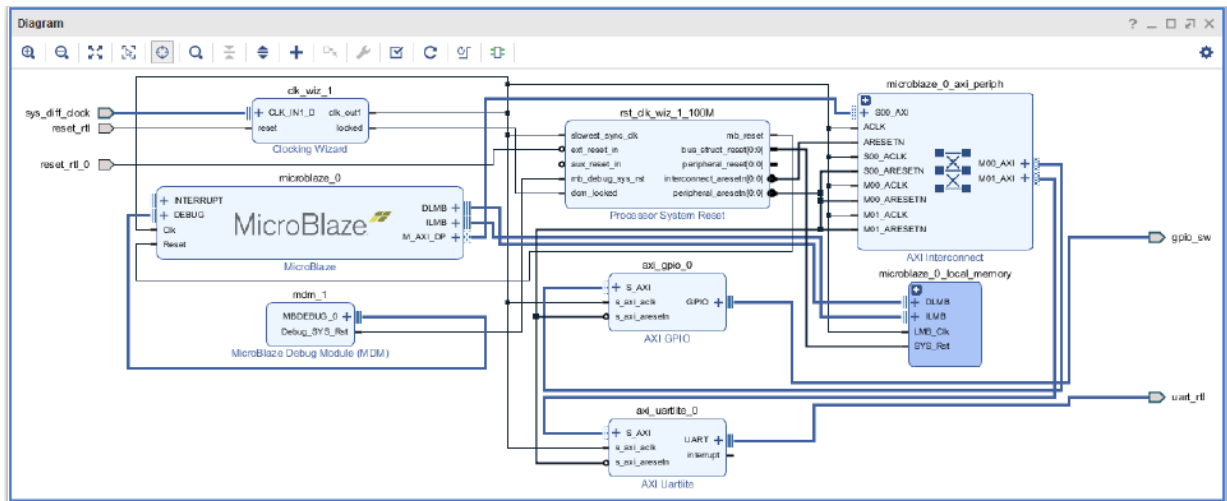 Diagram
? _
sys_diff_clock
reset_rtl
reset_rtl_0
clk_wiz_1
+ CLK_IN1_D clk_out1
reset locked
Clocking Wizard
microblaze_0
+ INTERRUPT
+ DEBUG
Clk
Reset
MicroBlaze
DLMB +
ILMB +
M_AXI_DP +
MicroBlaze
mdm_1
MBDEBUG_0 +
Debug_SYS_Rst
MicroBlaze Debug Module (MDM)
rst_clk_wiz_1_100M
slowest_sync_clk mb_reset
ext_reset_in bus_struct_reset[0:0]
aux_reset_in peripheral_reset[0:0]
mb_debug_sys_rst interconnect_aresetn[0:0]
dcm_locked peripheral_aresetn[0:0]
Processor System Reset
axi_gpio_0
+ S_AXI
s_axi_aclk GPIO +
s_axi_aresetn
AXI GPIO
axi_uartlite_0
+ S_AXI UART +
s_axi_aclk interrupt
s_axi_aresetn
AXI Uartlite
microblaze_0_axi_periph
+ S00_AXI
ACLK
ARESETN
S00_ACLK
S00_ARESETN
M00_ACLK
M00_ARESETN
M01_ACLK
M01_ARESETN
M00_AXI +
M01_AXI +
AXI Interconnect
microblaze_0_local_memory
+ DLMB
+ ILMB
LMB_Clk
SYS_Rst
gpio_sw
uart_rtl